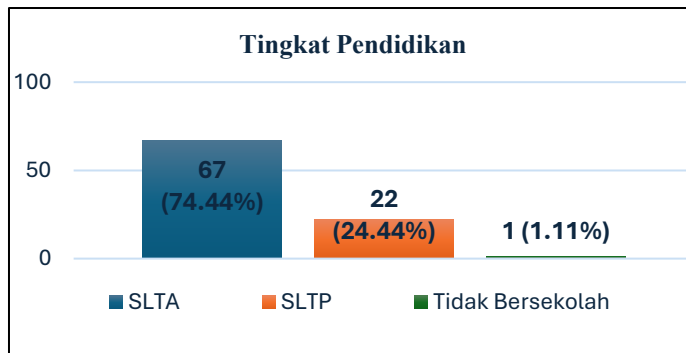 Tingkat Pendidikan
100
50
0
67
(74.44%)
22
(24.44%)
1 (1.11%)
SLTA
SLTP
Tidak Bersekolah